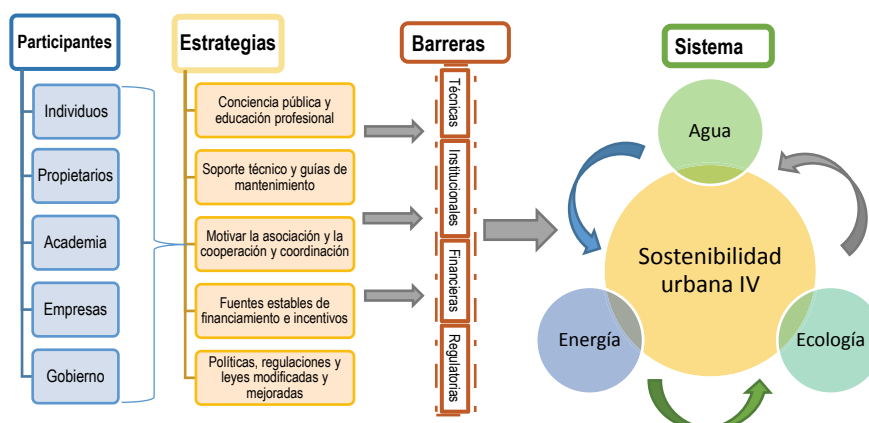 Participantes
Individuos
Propietarios
Academia
Empresas
Gobierno
Estrategias
Conciencia pública y
educación profesional
Soporte técnico y guías de
mantenimiento
Motivar la asociación y la
cooperación y coordinación
Fuentes estables de
financiamiento e incentivos
Políticas, regulaciones y
leyes modificadas y
mejoradas
Barreras
Técnicas
Institucionales
Financieras
Regulatorias
Sistema
Agua
Sostenibilidad
urbana IV
Energía
Ecología